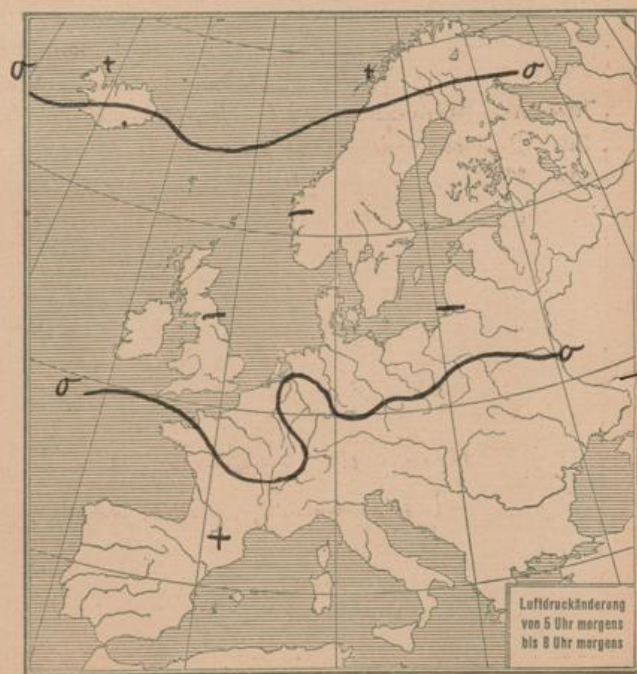 +
+
σ
σ
—
—
—
σ
σ
—
+
Luftdruckänderung
von 5 Uhr morgens
bis 8 Uhr morgens